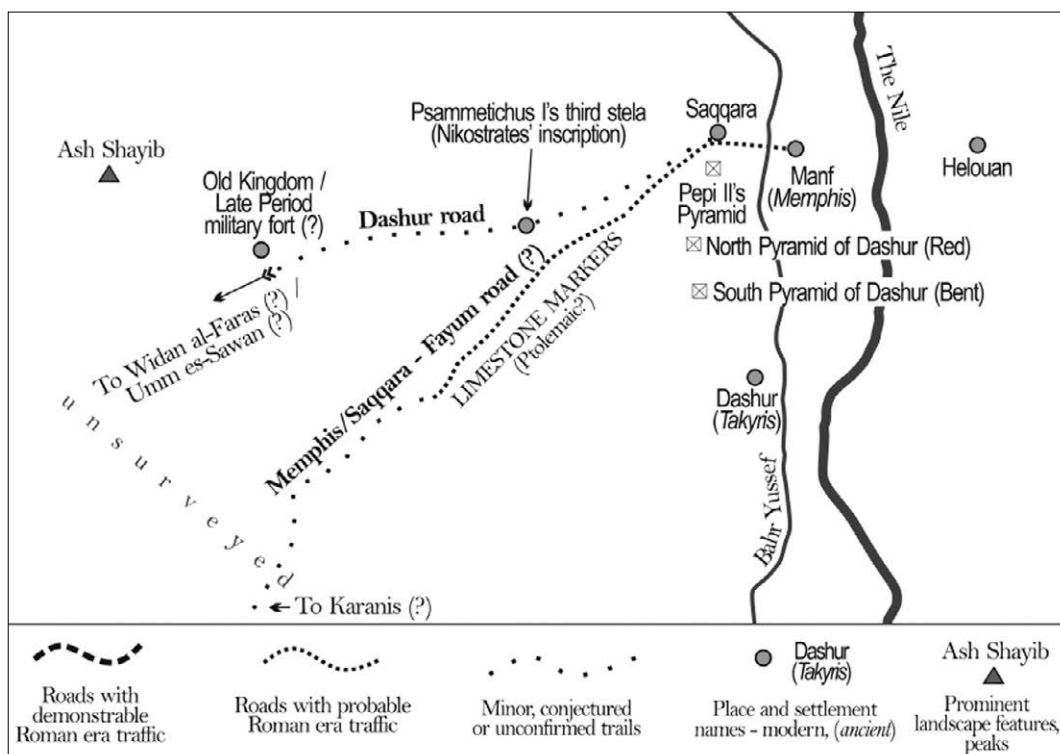 The Nile
Saqqara
Psammetichus I's third stela
(Nikostrates' inscription)
Ash Shayib
Helouan
Manf
(Memphis)
Old Kingdom /
Late Period
military fort (?)
Pepi II's
Pyramid
Dashur road
North Pyramid of Dashur (Red)
South Pyramid of Dashur (Bent)
To Widan al-Faras (?) /
Umm es-Sawan (?)
Memphis/Saqqara - Fayum road (?)
LIMESTONE MARKERS
(Ptolemaic?)
Dashur
(Takyris)
unsurveyed
Bahr Yussef
To Karanis (?)
Roads with
demonstrable
Roman era traffic
Roads with probable
Roman era traffic
Minor, conjectured
or unconfirmed trails
Dashur
(Takyris)
Place and settlement
names - modern, (ancient)
Ash Shayib
Prominent
landscape features,
peaks